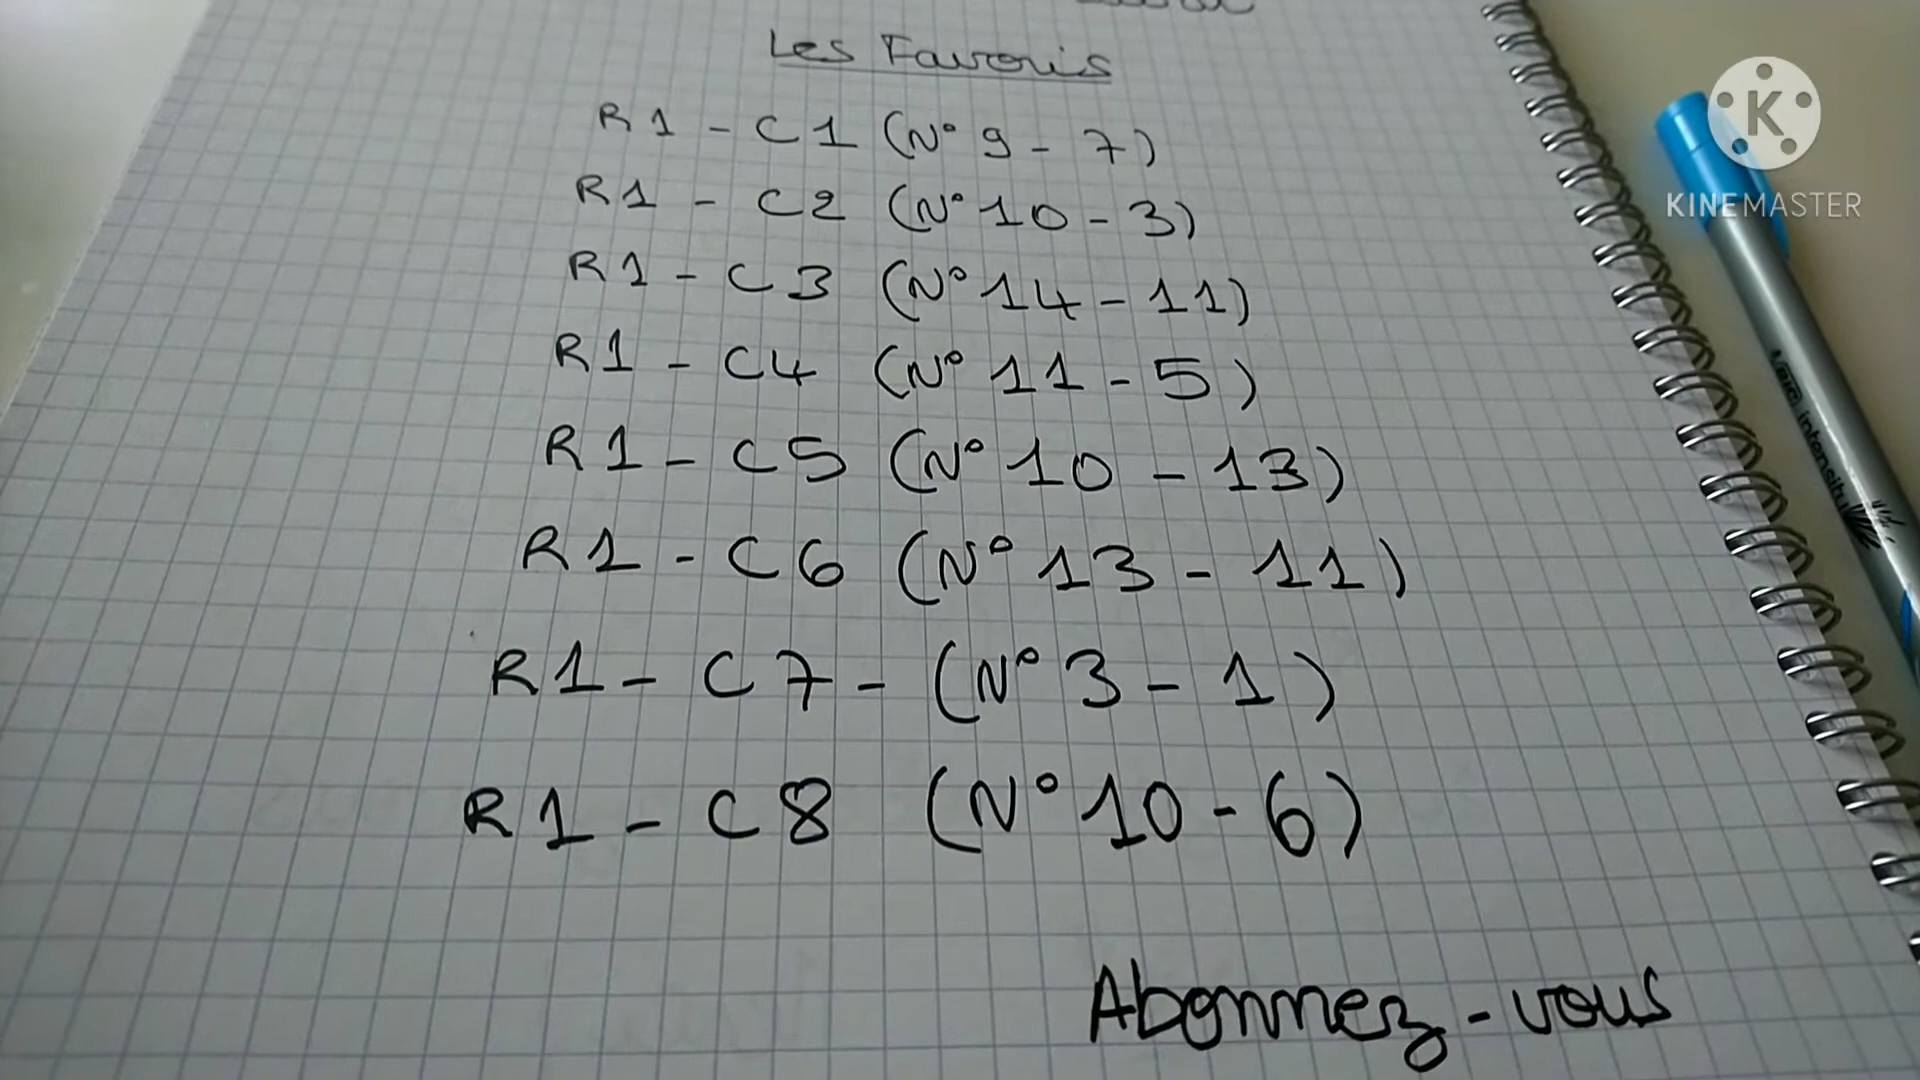 Les Favoris
R1 - C1 (N° 9 - 7)
R1 - C2 (N° 10 - 3)
R1 - C3 (N° 14 - 11)
R1 - C4 (N° 11 - 5)
R1 - C5 (N° 10 - 13)
R1 - C6 (N° 13 - 11)
R1 - C7 - (N° 3 - 1)
R1 - C8 (N° 10 - 6)
Abonnez-vous
K
KINEMASTER
intensity